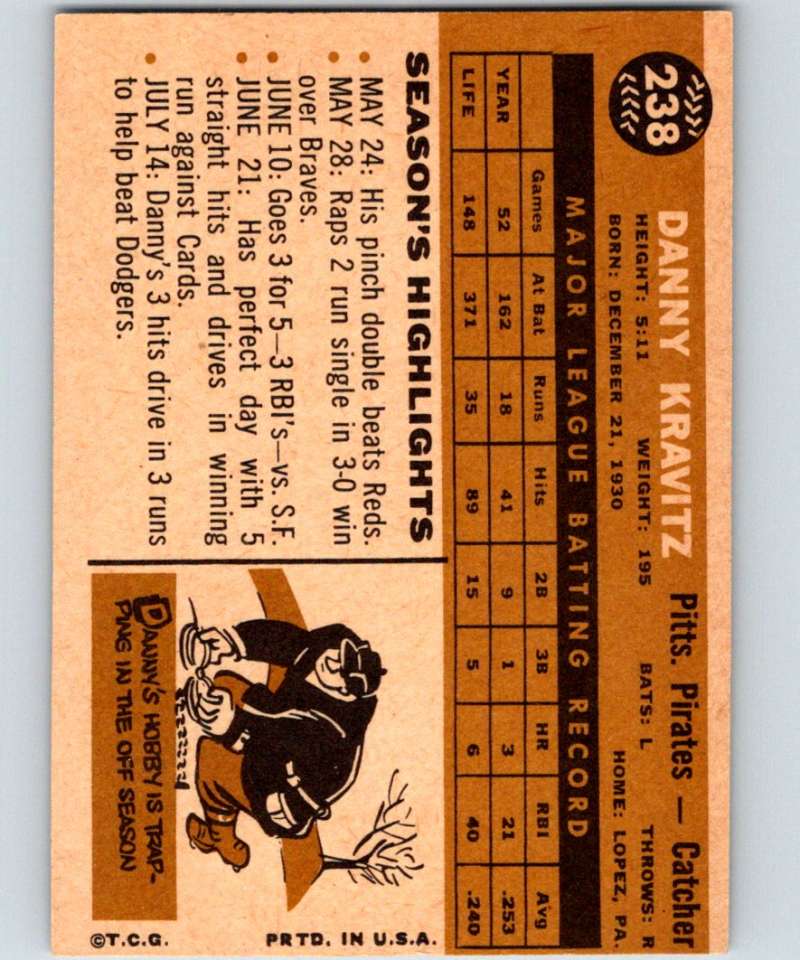 238
DANNY KRAVITZ Pitts. Pirates — Catcher
HEIGHT: 5:11 WEIGHT: 195 BATS: L THROWS: R
BORN: DECEMBER 21, 1930 HOME: LOPEZ, PA.
MAJOR LEAGUE BATTING RECORD
Games At Bat Runs Hits 2B 3B HR RBI Avg
YEAR 52 162 18 41 9 1 3 21 .253
LIFE 148 371 35 89 15 5 6 40 .240
SEASON'S HIGHLIGHTS
• MAY 24: His pinch double beats Reds.
• MAY 28: Raps 2 run single in 3-0 win
over Braves.
• JUNE 10: Goes 3 for 5—3 RBI's—vs. S.F.
• JUNE 21: Has perfect day with 5
straight hits and drives in winning
run against Cards.
• JULY 14: Danny's 3 hits drive in 3 runs
to help beat Dodgers.
DANNY'S HOBBY IS TRAP-
PING IN THE OFF SEASON
©T.C.G. PRTD. IN U.S.A.